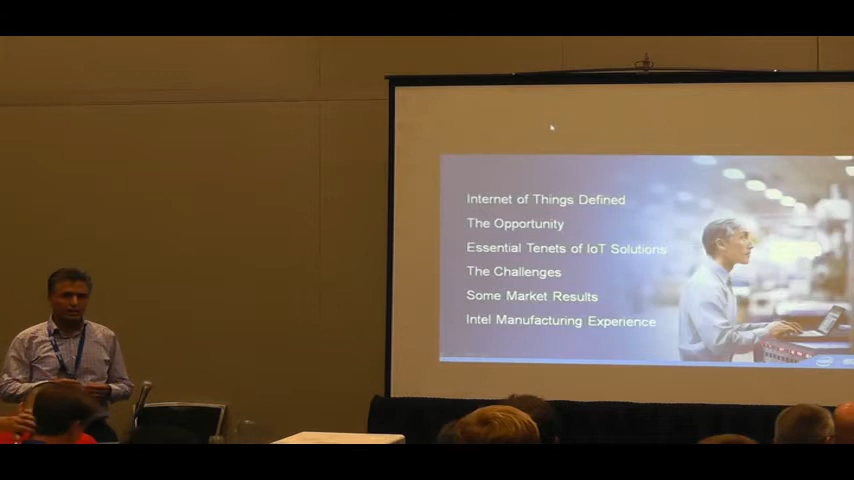 Internet of Things Defined
The Opportunity
Essential Tenets of IoT Solutions
The Challenges
Some Market Results
Intel Manufacturing Experience